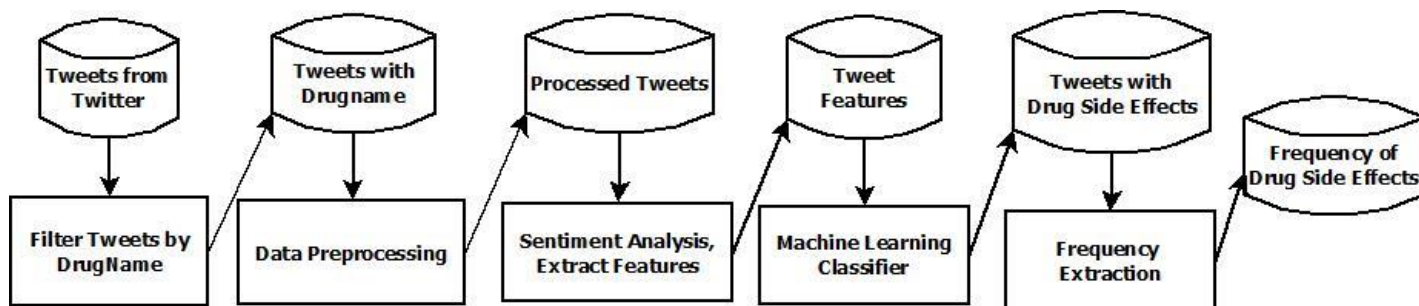 Tweets from
Twitter
Filter Tweets by
DrugName
Tweets with
Drugname
Data Preprocessing
Processed Tweets
Sentiment Analysis,
Extract Features
Tweet
Features
Machine Learning
Classifier
Tweets with
Drug Side Effects
Frequency
Extraction
Frequency of
Drug Side Effects